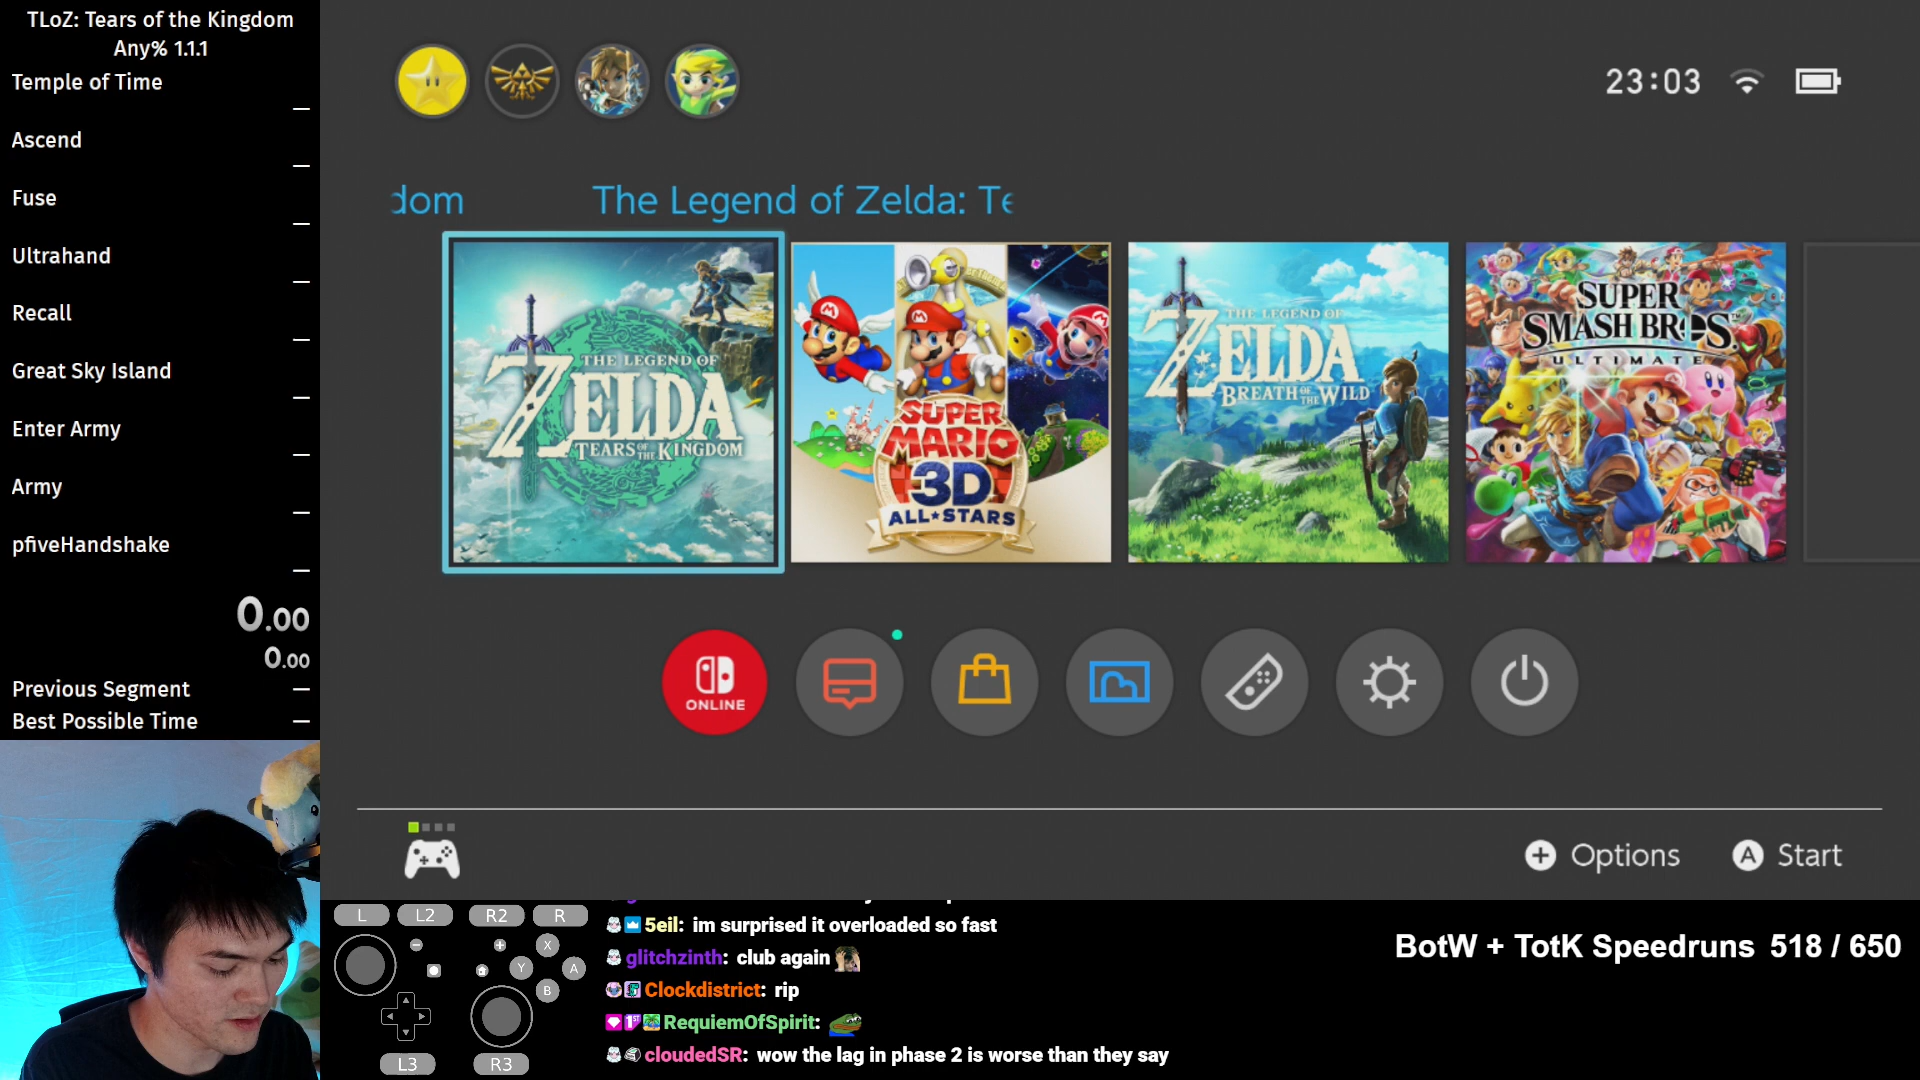 TLoZ: Tears of the Kingdom
Any% 1.1.1
Temple of Time
—
Ascend
—
Fuse
—
Ultrahand
—
Recall
—
Great Sky Island
—
Enter Army
—
Army
—
pfiveHandshake
—
0.00
0.00
Previous Segment —
Best Possible Time —
23:03
dom The Legend of Zelda: Te
THE LEGEND OF
ZELDA
TEARS OF THE KINGDOM
SUPER
MARIO
3D
ALL★STARS
THE LEGEND OF
ZELDA
BREATH OF THE WILD
SUPER
SMASH BROS.
ULTIMATE
ONLINE
+ Options
A Start
L L2 R2 R
X
Y A
B
L3 R3
5eil: im surprised it overloaded so fast
glitchzinth: club again
Clockdistrict: rip
1ST RequiemOfSpirit:
cloudedSR: wow the lag in phase 2 is worse than they say
BotW + TotK Speedruns 518 / 650